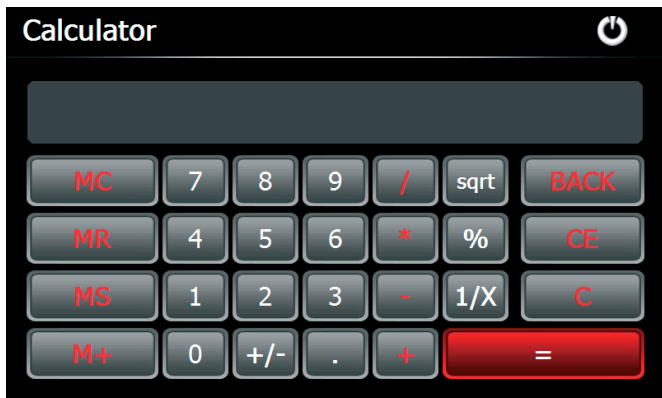 Calculator
MC 7 8 9 / sqrt BACK
MR 4 5 6 * % CE
MS 1 2 3 - 1/X C
M+ 0 +/- . + =